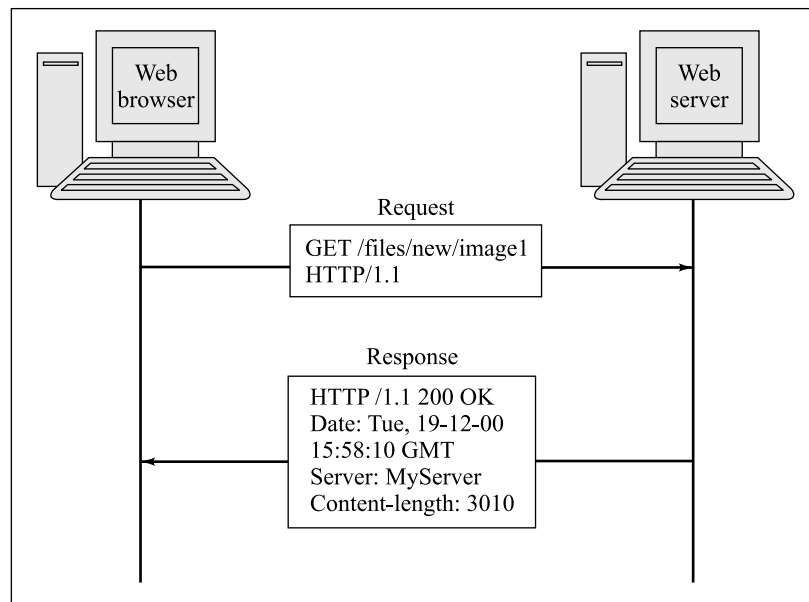 Web
browser
Web
server
Request
GET /files/new/image1
HTTP/1.1
Response
HTTP /1.1 200 OK
Date: Tue, 19-12-00
15:58:10 GMT
Server: MyServer
Content-length: 3010